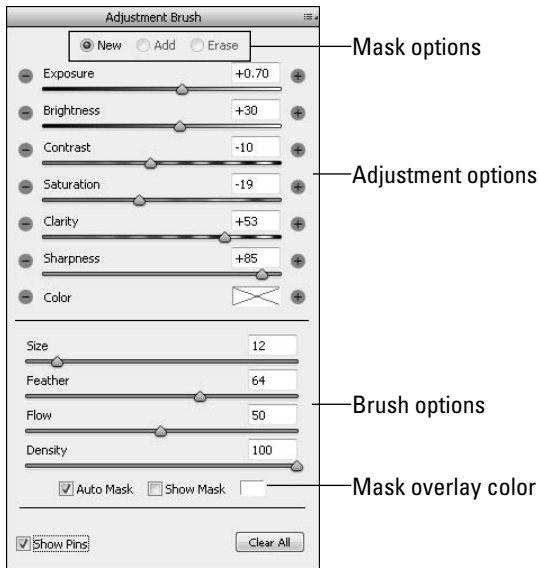 Adjustment Brush
New Add Erase
Mask options
Exposure +0.70
Brightness +30
Contrast -10
Adjustment options
Saturation -19
Clarity +53
Sharpness +85
Color
Size 12
Feather 64
Brush options
Flow 50
Density 100
Auto Mask Show Mask
Mask overlay color
Show Pins Clear All